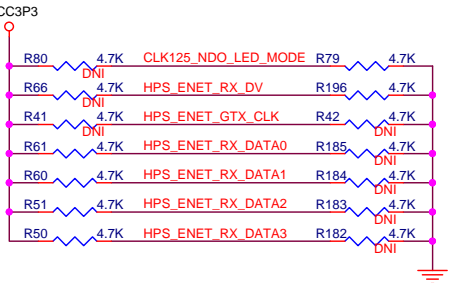 CC3P3
R80 4.7K CLK125_NDO_LED_MODE R79 4.7K
DNI
R66 4.7K HPS_ENET_RX_DV R196 4.7K
DNI
R41 4.7K HPS_ENET_GTX_CLK R42 4.7K
DNI DNI
R61 4.7K HPS_ENET_RX_DATA0 R185 4.7K
DNI
R60 4.7K HPS_ENET_RX_DATA1 R184 4.7K
DNI
R51 4.7K HPS_ENET_RX_DATA2 R183 4.7K
DNI
R50 4.7K HPS_ENET_RX_DATA3 R182 4.7K
DNI